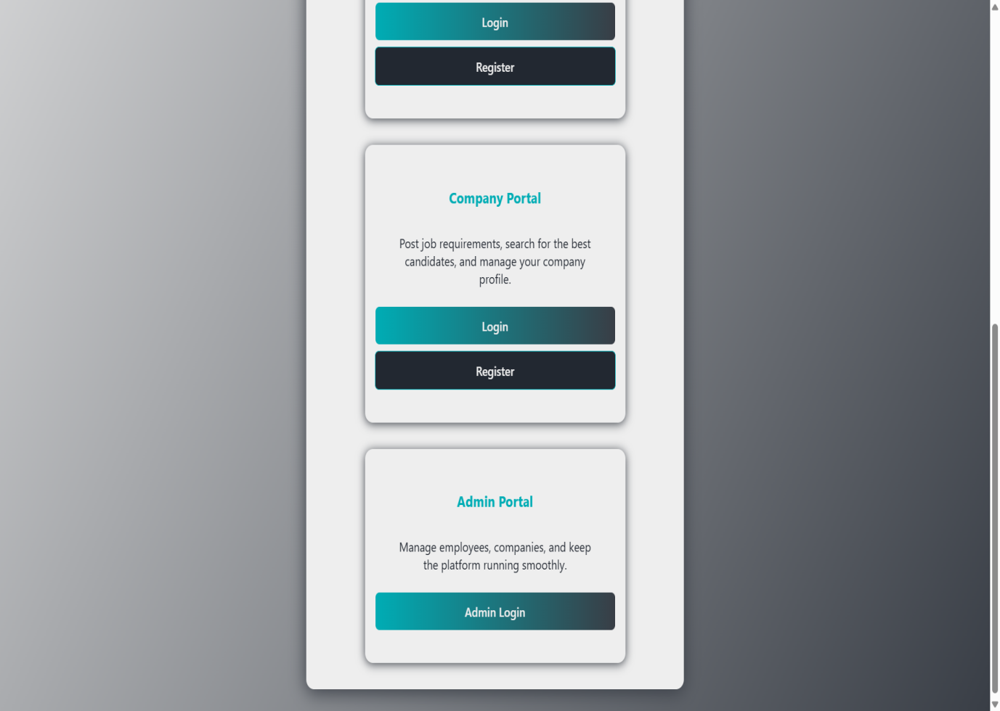 Login
Register
Company Portal
Post job requirements, search for the best
candidates, and manage your company
profile.
Login
Register
Admin Portal
Manage employees, companies, and keep
the platform running smoothly.
Admin Login